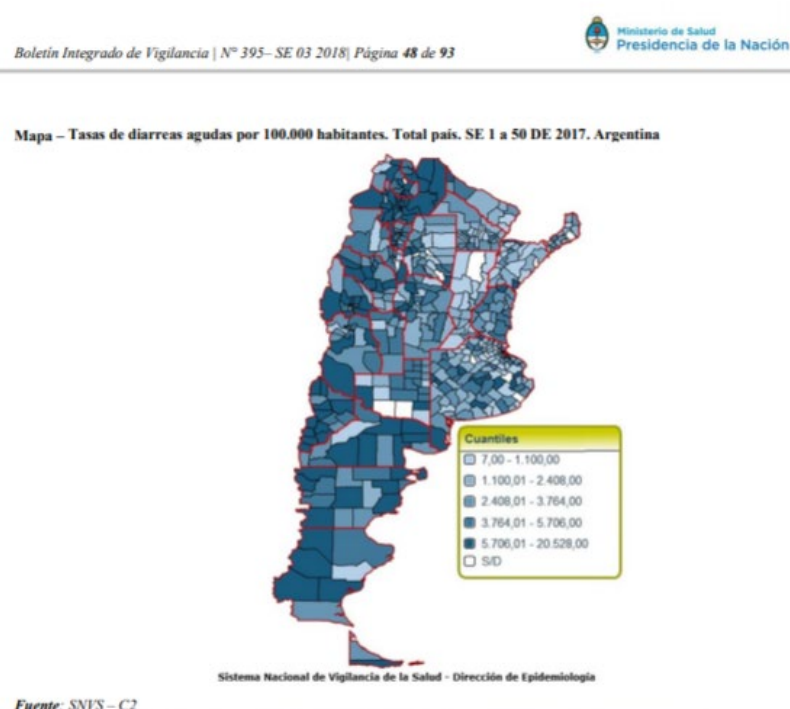 Ministerio de Salud
Presidencia de la Nación
Boletín Integrado de Vigilancia | N° 395– SE 03 2018| Página 48 de 93
Mapa – Tasas de diarreas agudas por 100.000 habitantes. Total país. SE 1 a 50 DE 2017. Argentina
Cuantiles
7,00 - 1.100,00
1.100,01 - 2.408,00
2.408,01 - 3.764,00
3.764,01 - 5.706,00
5.706,01 - 20.528,00
S/D
Sistema Nacional de Vigilancia de la Salud - Dirección de Epidemiología
Fuente: SNVS – C2